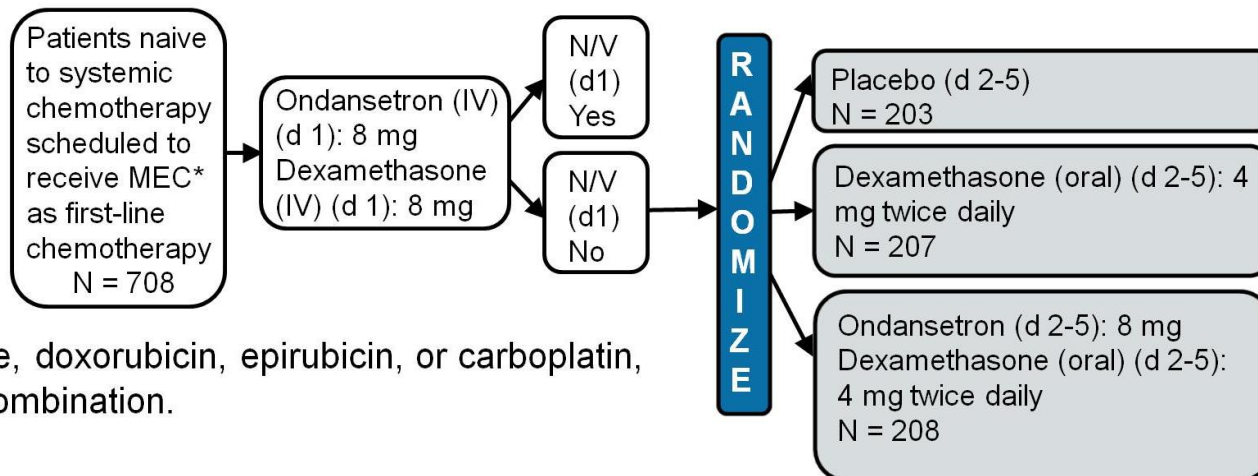 Patients naive
to systemic
chemotherapy
scheduled to
receive MEC*
as first-line
chemotherapy
N = 708
Ondansetron (IV)
(d 1): 8 mg
Dexamethasone
(IV) (d 1): 8 mg
N/V
(d1)
Yes
N/V
(d1)
No
RANDOMIZE
Placebo (d 2-5)
N = 203
Dexamethasone (oral) (d 2-5): 4
mg twice daily
N = 207
Ondansetron (d 2-5): 8 mg
Dexamethasone (oral) (d 2-5):
4 mg twice daily
N = 208
doxorubicin, epirubicin, or carboplatin,